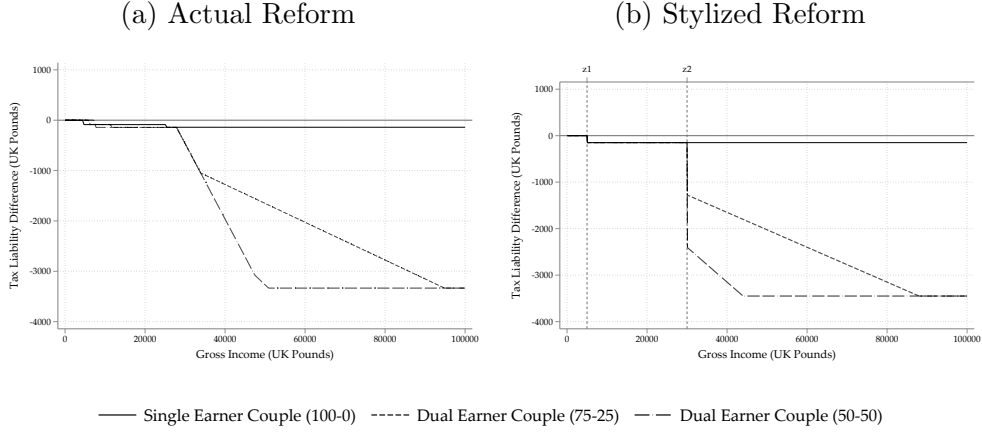 (a) Actual Reform
1000
0
-1000
-2000
-3000
-4000
Tax Liability Difference (UK Pounds)
0 20000 40000 60000 80000 100000
Gross Income (UK Pounds)
(b) Stylized Reform
z1 z2
1000
0
-1000
-2000
-3000
-4000
Tax Liability Difference (UK Pounds)
0 20000 40000 60000 80000 100000
Gross Income (UK Pounds)
Single Earner Couple (100-0) Dual Earner Couple (75-25) Dual Earner Couple (50-50)